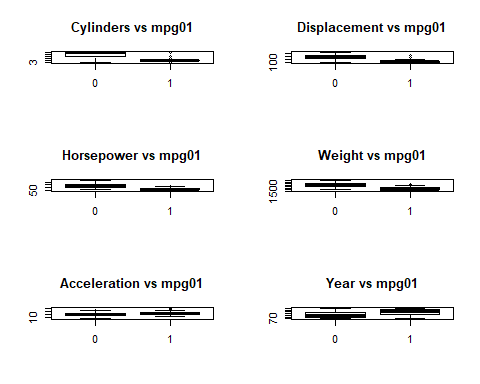 Cylinders vs mpg01
3
0 1
Displacement vs mpg01
100
0 1
Horsepower vs mpg01
50
0 1
Weight vs mpg01
1500
0 1
Acceleration vs mpg01
10
0 1
Year vs mpg01
70
0 1